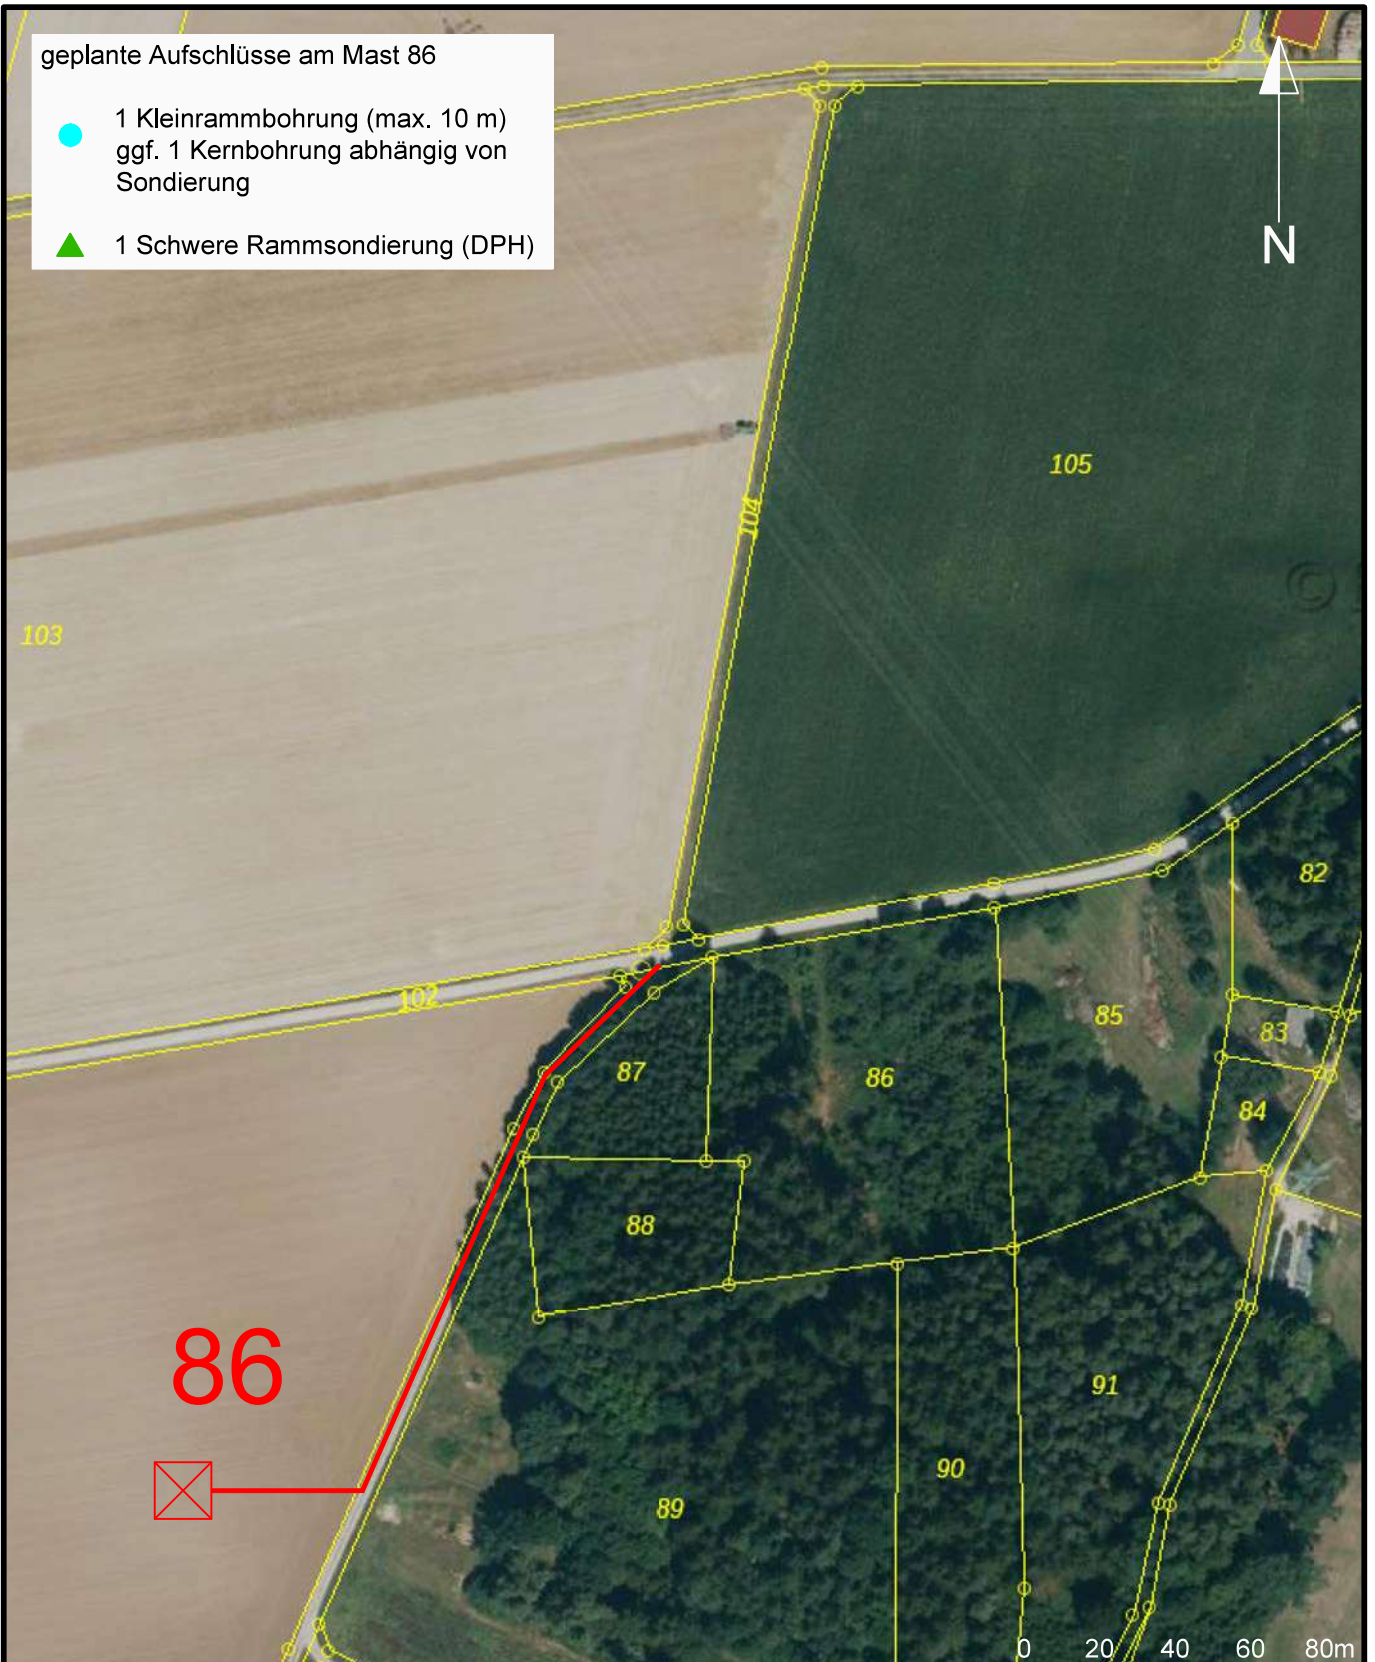 geplante Aufschlüsse am Mast 86
1 Kleinrammbohrung (max. 10 m)
ggf. 1 Kernbohrung abhängig von
Sondierung
1 Schwere Rammsondierung (DPH)
N
105
104
©
103
82
102
85
83
87
86
84
88
86
91
90
89
0 20 40 60 80m